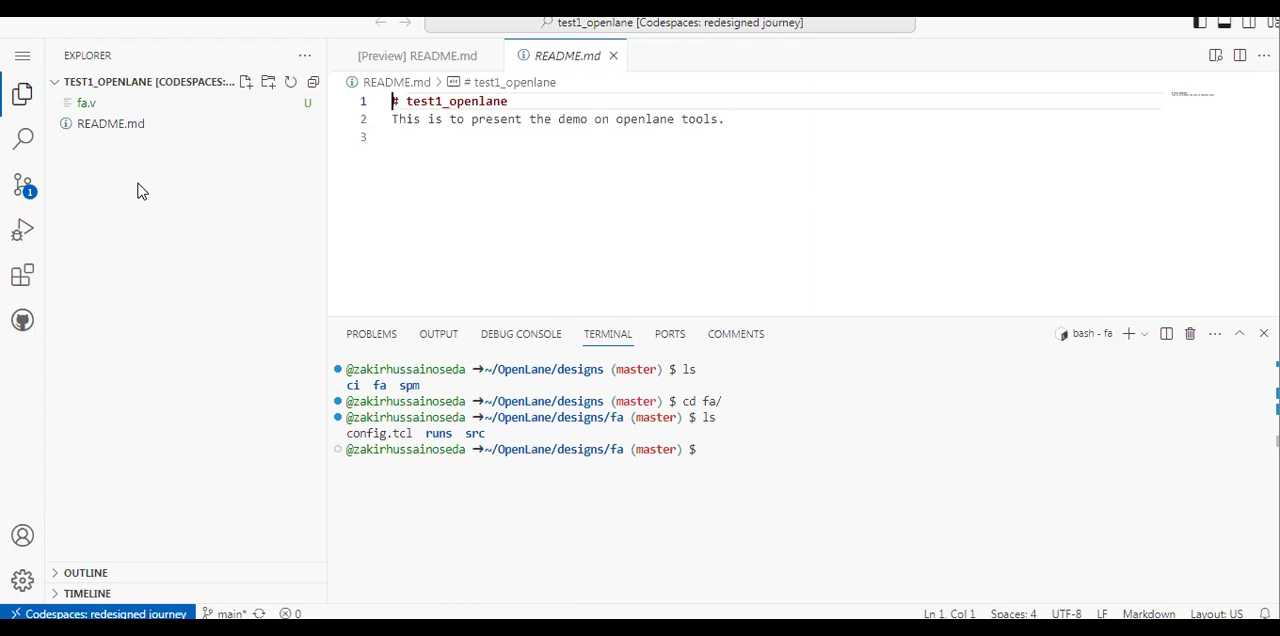 test1_openlane [Codespaces: redesigned journey]
EXPLORER
[Preview] README.md
README.md
TEST1_OPENLANE [CODESPACES:...
README.md > # test1_openlane
fa.v U
1 # test1_openlane
README.md
2 This is to present the demo on openlane tools.
3
1
PROBLEMS OUTPUT DEBUG CONSOLE TERMINAL PORTS COMMENTS
bash - fa
@zakirhussainoseda →~/OpenLane/designs (master) $ ls
ci fa spm
@zakirhussainoseda →~/OpenLane/designs (master) $ cd fa/
@zakirhussainoseda →~/OpenLane/designs/fa (master) $ ls
config.tcl runs src
@zakirhussainoseda →~/OpenLane/designs/fa (master) $
OUTLINE
TIMELINE
Codespaces: redesigned journey main* 0 Ln 1, Col 1 Spaces: 4 UTF-8 LF Markdown Layout: US